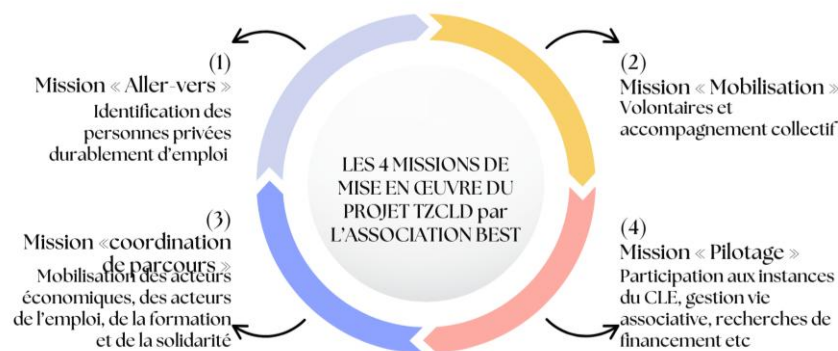 (1)
Mission « Aller-vers »
Identification des
personnes privées
durablement d'emploi
(2)
Mission « Mobilisation »
Volontaires et
accompagnement collectif
LES 4 MISSIONS DE
MISE EN ŒUVRE DU
PROJET TZCLD par
L'ASSOCIATION BEST
(3)
Mission «coordination
de parcours »
Mobilisation des acteurs
économiques, des acteurs
de l'emploi, de la formation
et de la solidarité
(4)
Mission « Pilotage »
Participation aux instances
du CLE, gestion vie
associative, recherches de
financement etc